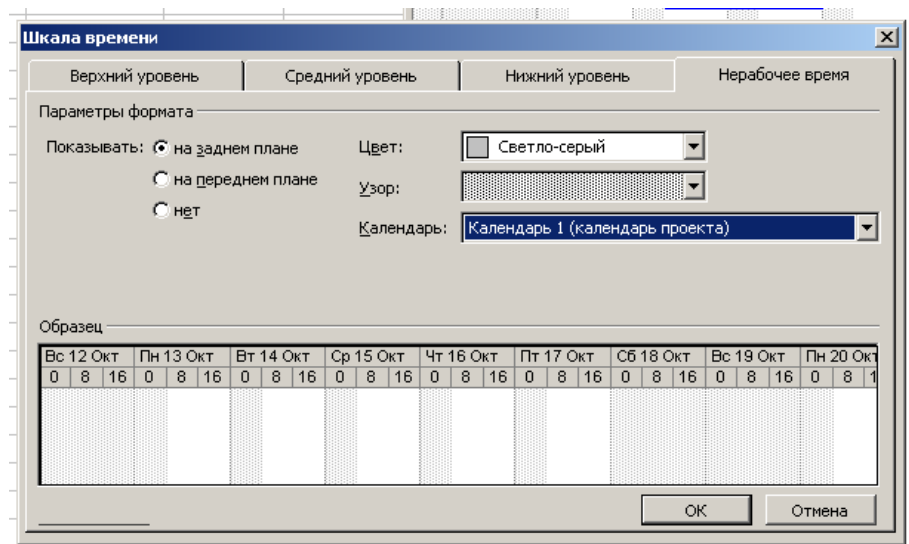 Шкала времени
Верхний уровень Средний уровень Нижний уровень Нерабочее время
Параметры формата
Показывать: на заднем плане Цвет: Светло-серый
на переднем плане Узор:
нет
Календарь: Календарь 1 (календарь проекта)
Образец
Вс 12 Окт Пн 13 Окт Вт 14 Окт Ср 15 Окт Чт 16 Окт Пт 17 Окт Сб 18 Окт Вс 19 Окт Пн 20 Окт
0 8 16 0 8 16 0 8 16 0 8 16 0 8 16 0 8 16 0 8 16 0 8 16 0 8 1
ОК Отмена